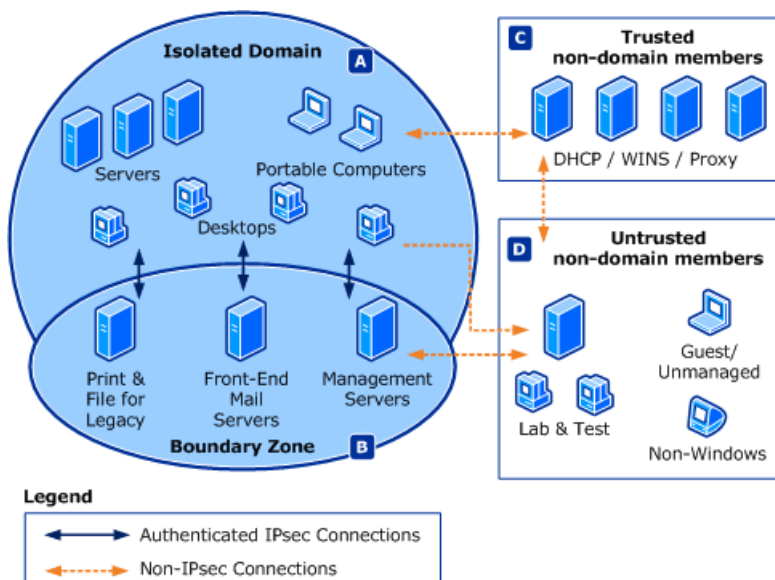 Isolated Domain
A
Servers
Portable Computers
Desktops
Print &
File for
Legacy
Front-End
Mail
Servers
Management
Servers
Boundary Zone
B
C
Trusted
non-domain members
DHCP / WINS / Proxy
D
Untrusted
non-domain members
Guest/
Unmanaged
Lab & Test
Non-Windows
Legend
Authenticated IPsec Connections
Non-IPsec Connections